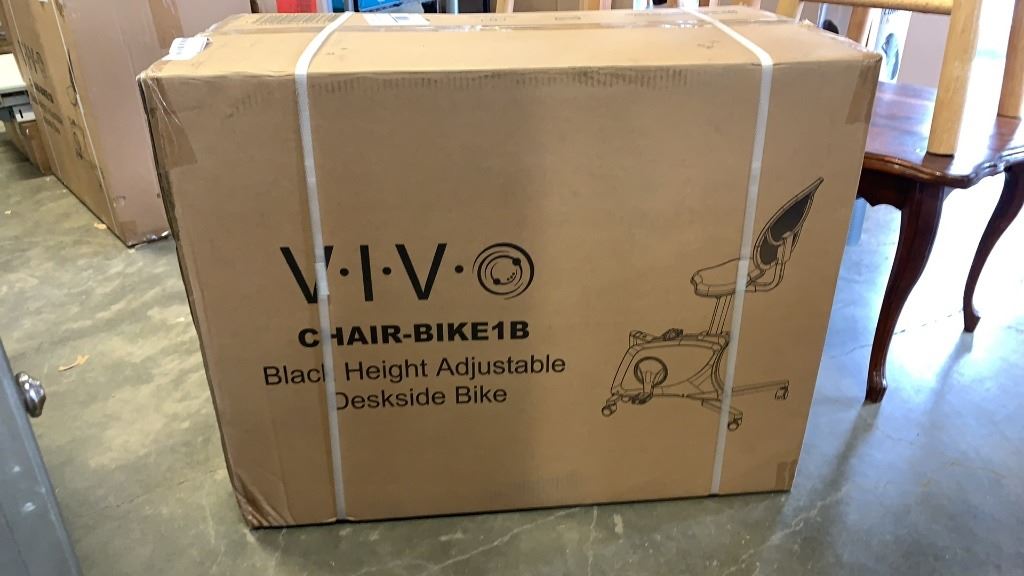 V·I·V·O
CHAIR-BIKE1B
Black Height Adjustable
Deskside Bike